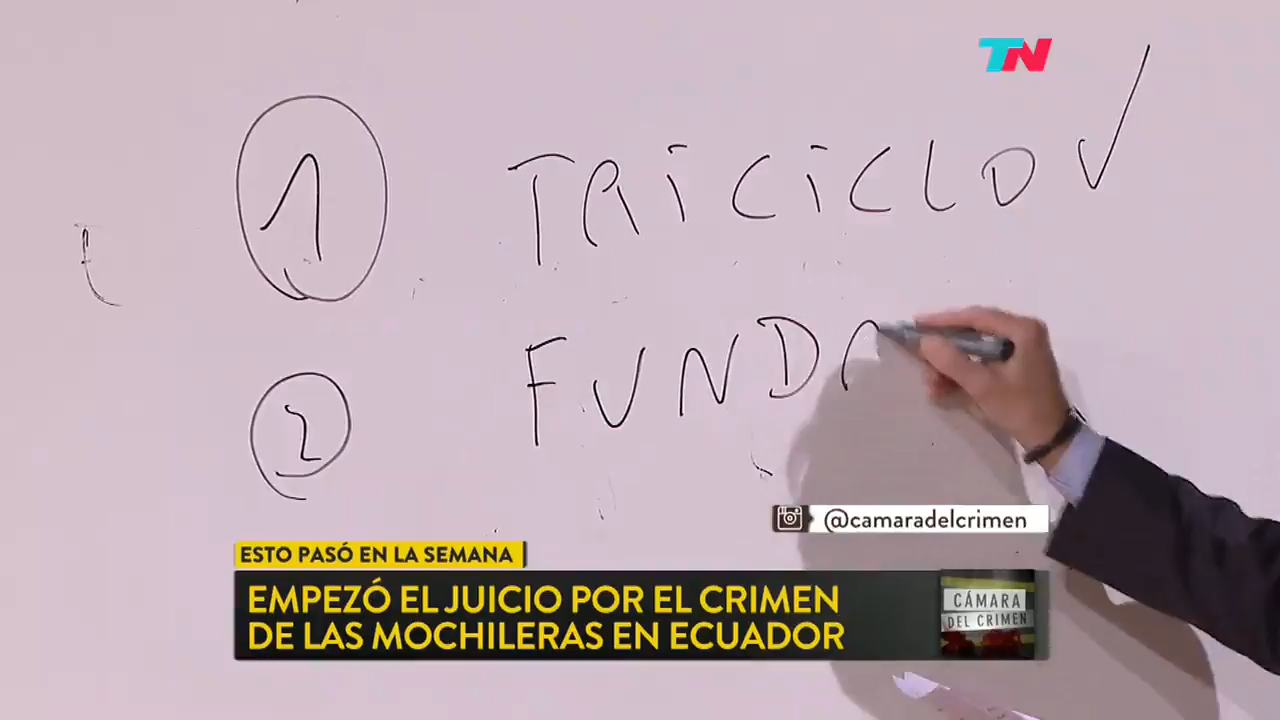 TN
1 TRICICLO ✓
2 FUNDA
@camaradelcrimen
ESTO PASÓ EN LA SEMANA
EMPEZÓ EL JUICIO POR EL CRIMEN
DE LAS MOCHILERAS EN ECUADOR
CÁMARA
DEL CRIMEN